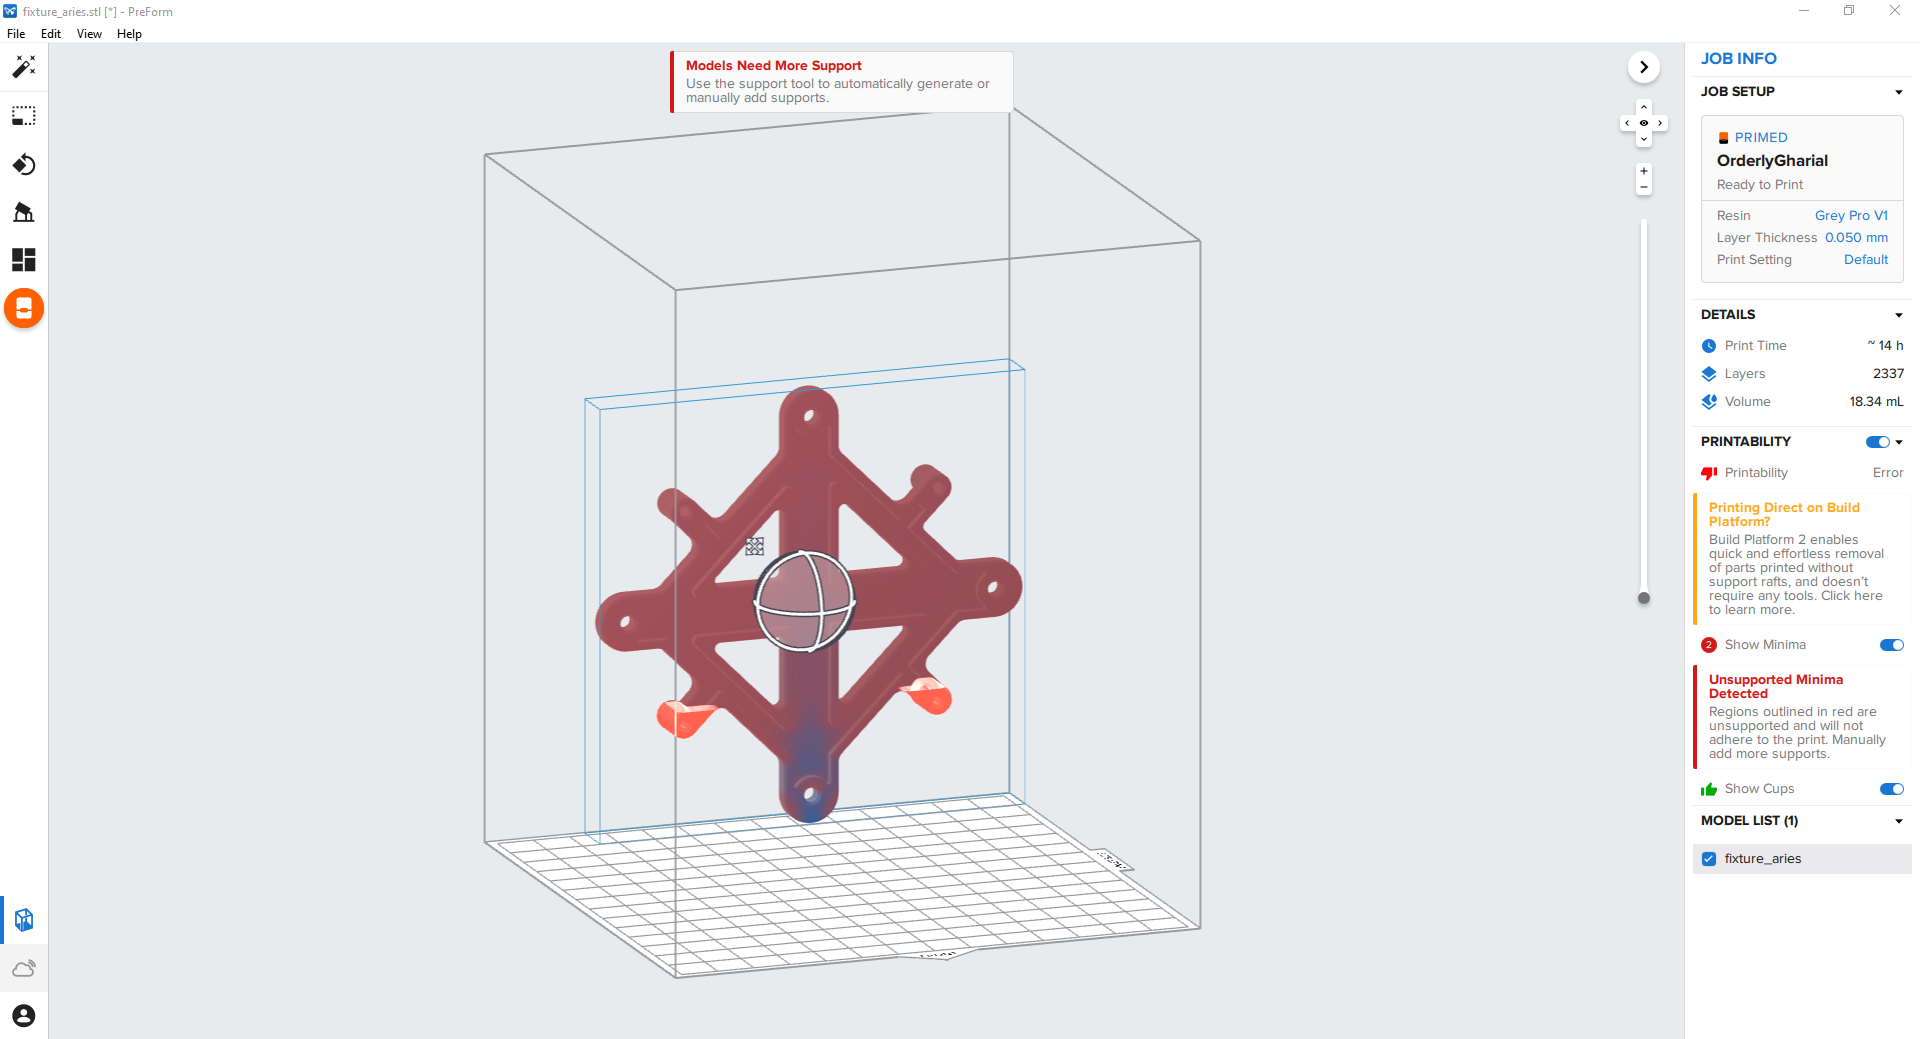 fixture_aries.stl [*] - PreForm
File Edit View Help
Models Need More Support
Use the support tool to automatically generate or
manually add supports.
JOB INFO
JOB SETUP
PRIMED
OrderlyGharial
Ready to Print
Resin Grey Pro V1
Layer Thickness 0.050 mm
Print Setting Default
DETAILS
Print Time ~ 14 h
Layers 2337
Volume 18.34 mL
PRINTABILITY
Printability Error
Printing Direct on Build
Platform?
Build Platform 2 enables
quick and effortless removal
of parts printed without
support rafts, and doesn't
require any tools. Click here
to learn more.
2 Show Minima
Unsupported Minima
Detected
Regions outlined in red are
unsupported and will not
adhere to the print. Manually
add more supports.
Show Cups
MODEL LIST (1)
fixture_aries